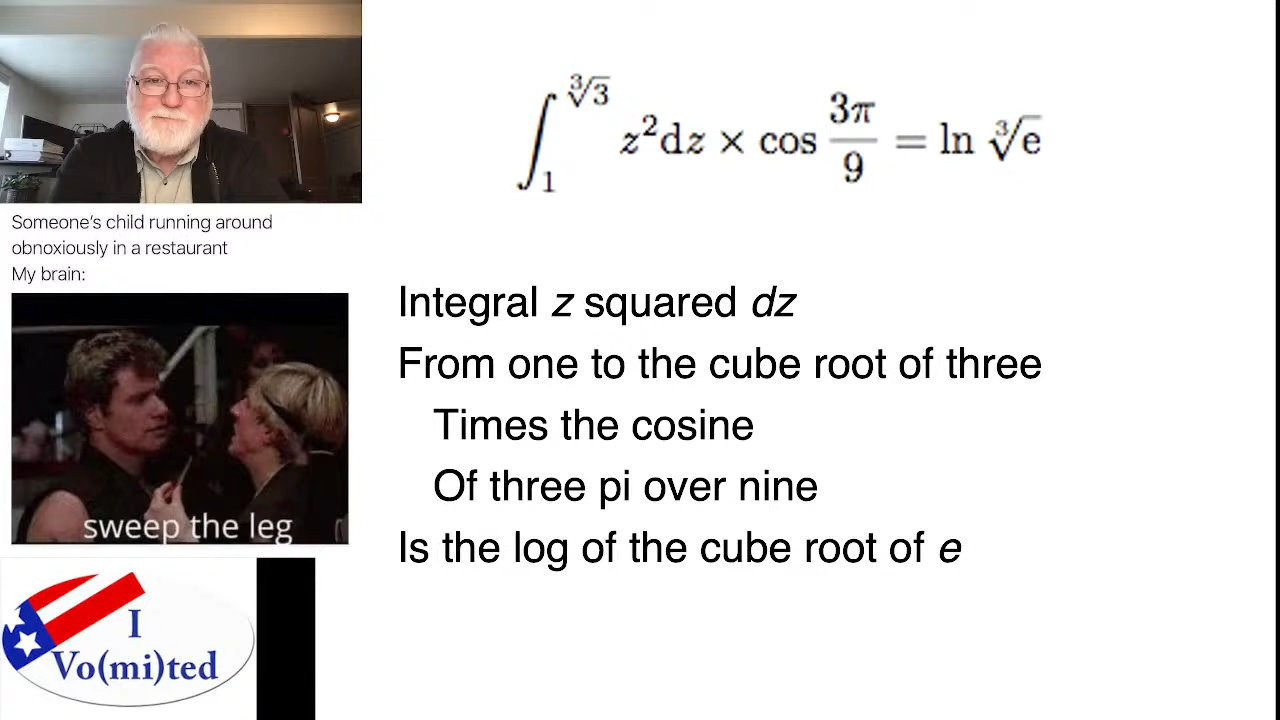 Someone's child running around
obnoxiously in a restaurant
My brain:
sweep the leg
I
Vo(mi)ted
∫₁^∛3 z²dz × cos 3π/9 = ln ∛e
Integral z squared dz
From one to the cube root of three
Times the cosine
Of three pi over nine
Is the log of the cube root of e